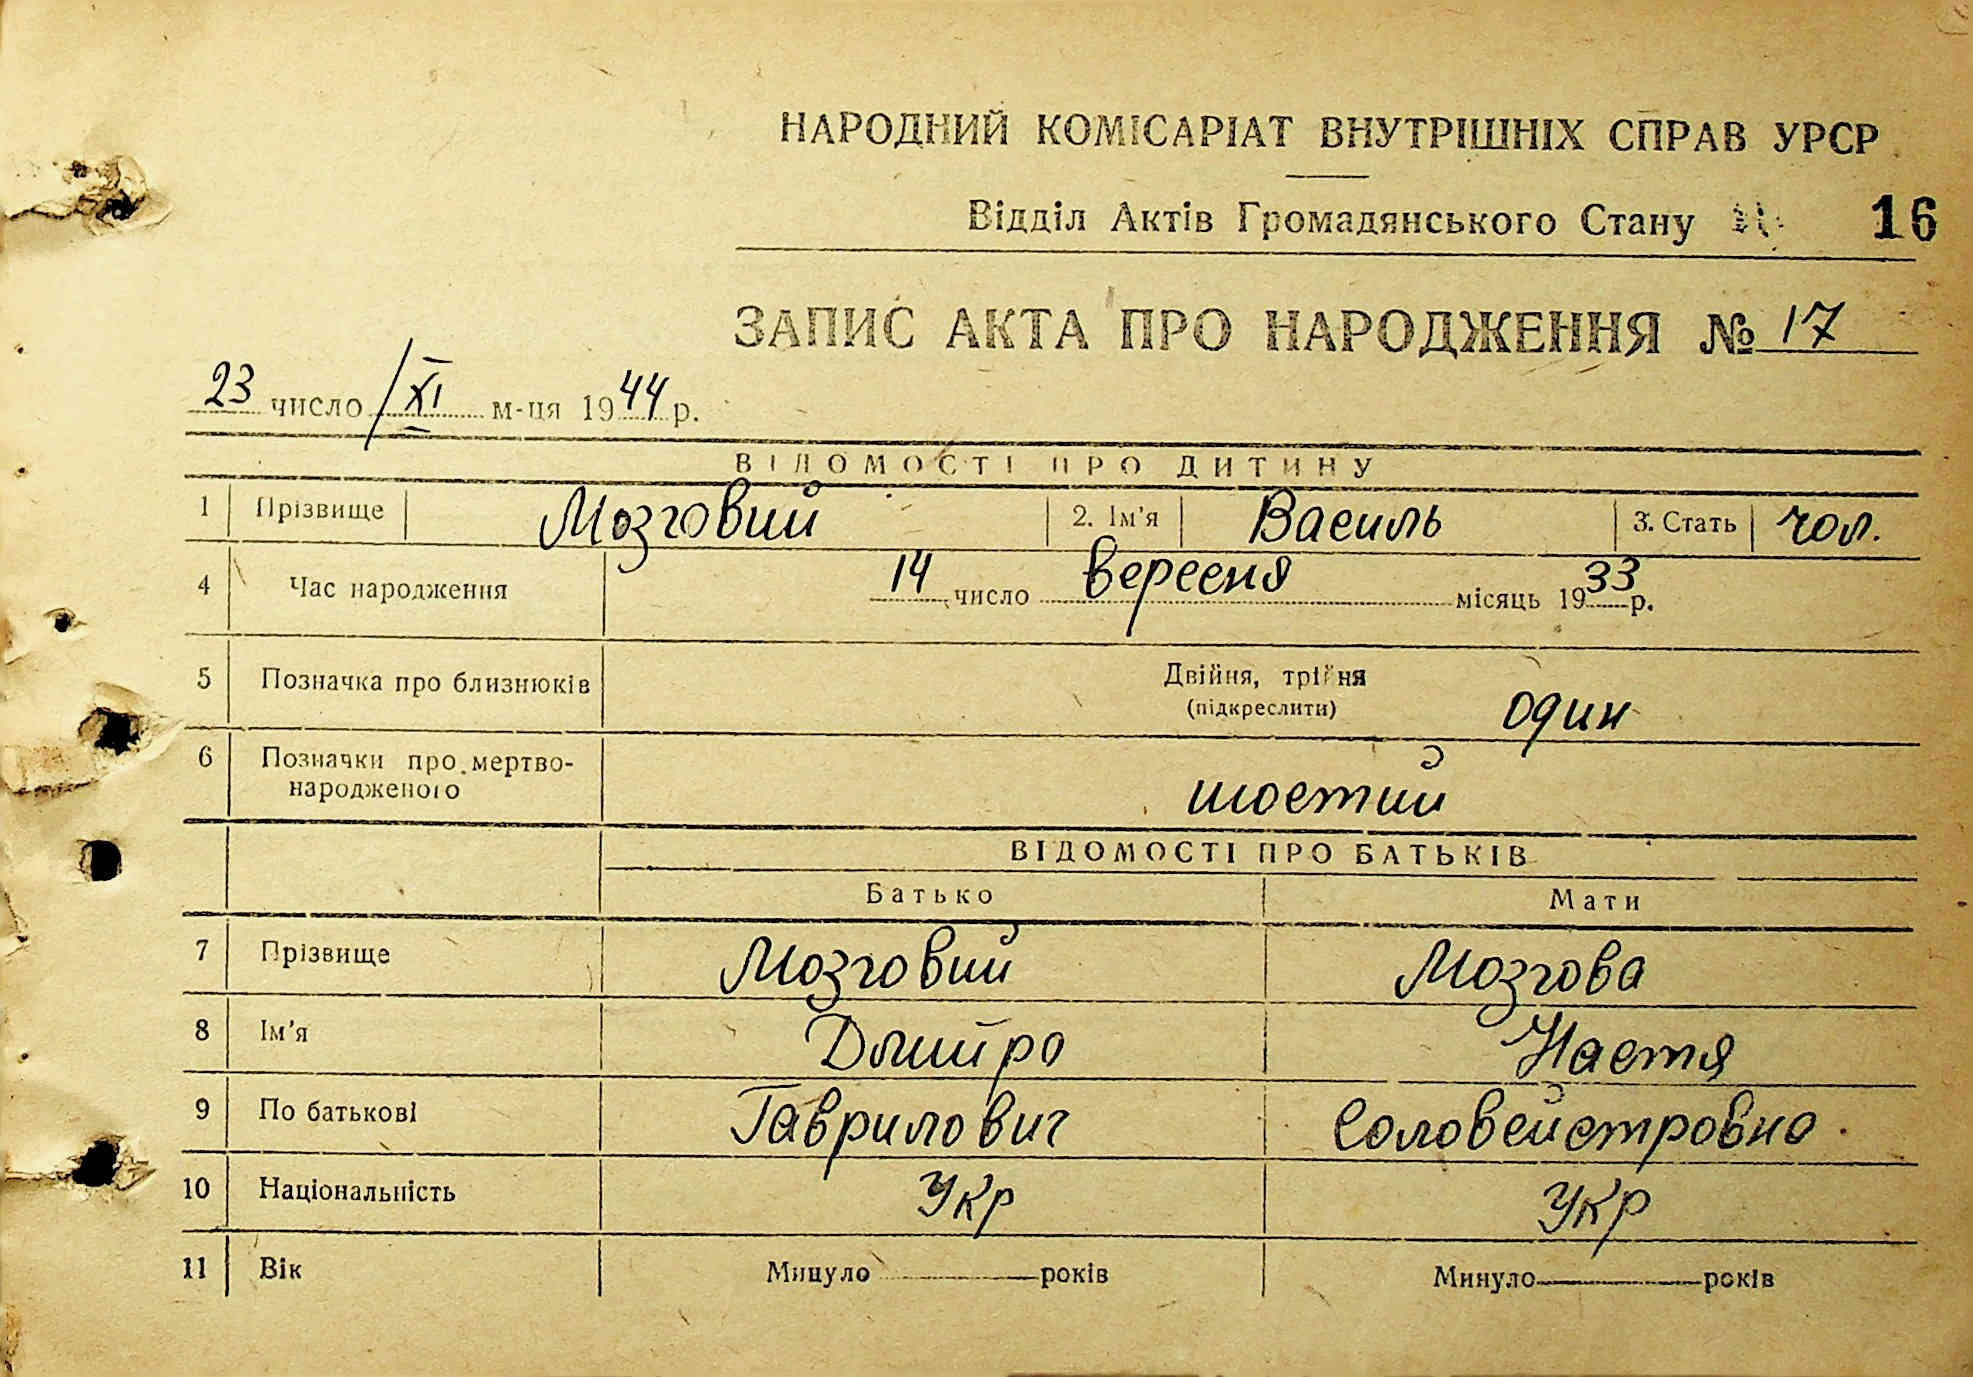 НАРОДНИЙ КОМІСАРІАТ ВНУТРІШНІХ СПРАВ УРСР
Відділ Актів Громадянського Стану 16
ЗАПИС АКТА ПРО НАРОДЖЕННЯ № 17
23 число XI м-ця 1944 р.
ВІДОМОСТІ ПРО ДИТИНУ
1 Прізвище Мозговий 2. Ім'я Василь 3. Стать чол.
4 Час народження 14 число вересня місяць 1933 р.
5 Позначка про близнюків Двійня, трійня
(підкреслити) один
6 Позначки про мертво-
народженого шостий
ВІДОМОСТІ ПРО БАТЬКІВ
Батько Мати
7 Прізвище Мозговий Мозгова
8 Ім'я Дмитро Настя
9 По батькові Гаврилович
10 Національність Укр Укр
11 Вік Минуло років Минуло років